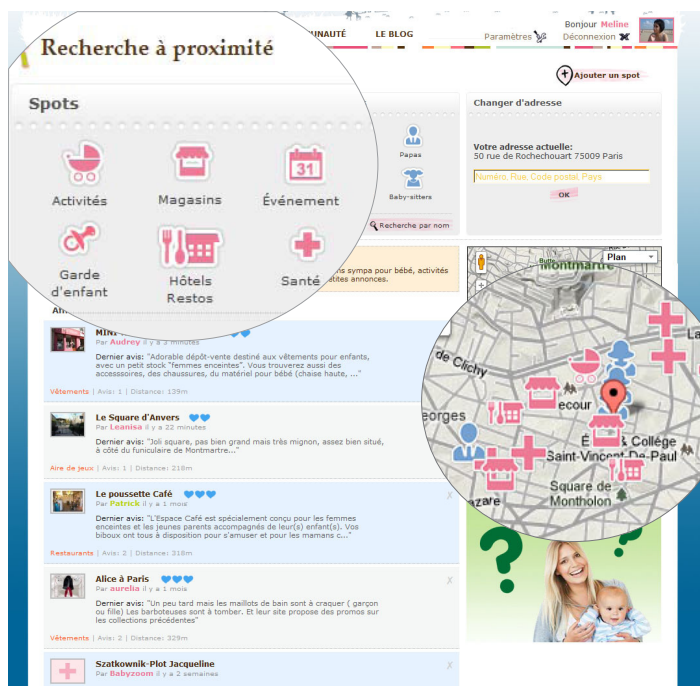 Recherche à proximité
LE BLOG
Bonjour Meline
Paramètres
Déconnexion
Ajouter un spot
Spots
Activités
Magasins
31
Événement
Garde
d'enfant
Hôtels
Restos
Santé
Papas
Baby-sitters
Recherche par nom
Changer d'adresse
Votre adresse actuelle:
50 rue de Rochechouart 75009 Paris
Numéro, Rue, Code postal, Pays
OK
sympa pour bébé, activités
petites annonces.
Par Audrey il y a 3 minutes
Dernier avis: "Adorable dépôt-vente destiné aux vêtements pour enfants,
avec un petit stock "femmes enceintes". Vous trouverez aussi des
accesssoires, des chaussures, du matériel pour bébé (chaise haute, ..."
Vêtements | Avis: 1 | Distance: 139m
Le Square d'Anvers
Par Leanisa il y a 22 minutes
Dernier avis: "Joli square, pas bien grand mais très mignon, assez bien situé,
à côté du funiculaire de Montmartre..."
Aire de jeux | Avis: 1 | Distance: 218m
Le poussette Café
Par Patrick il y a 1 mois
X
Dernier avis: "L'Espace Café est spécialement conçu pour les femmes
enceintes et les jeunes parents accompagnés de leur(s) enfant(s). Vos
biboux ont tous à disposition pour s'amuser et pour les mamans c..."
Restaurants | Avis: 2 | Distance: 318m
Alice à Paris
Par aurelia il y a 1 mois
X
Dernier avis: "Un peu tard mais les maillots de bain sont à craquer ( garçon
ou fille) Les barboteuses sont à tomber. Et leur site propose des promos sur
les collections précédentes"
Vêtements | Avis: 2 | Distance: 329m
Szatkownik-Plot Jacqueline
Par Babyzoom il y a 2 semaines
X
Plan
Butte
Montmartre
de Clichy
eorges
ecour
La
É & Collège
Saint-Vincent-De-Paul
azare
Square de
Montholon
? ?